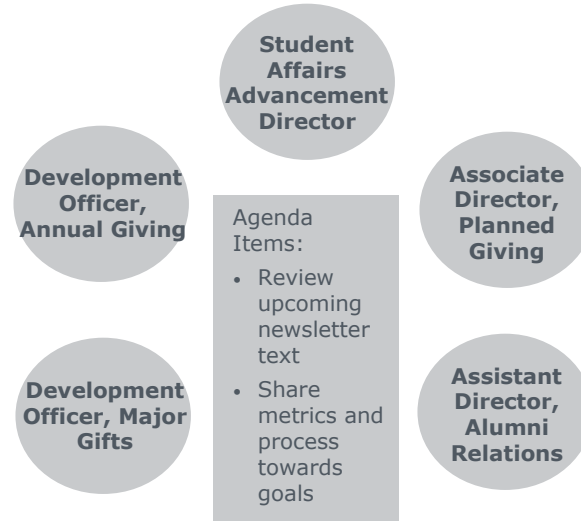 Student
Affairs
Advancement
Director
Development
Officer,
Annual Giving
Associate
Director,
Planned
Giving
Agenda
Items:
• Review
upcoming
newsletter
text
• Share
metrics and
process
towards
goals
Development
Officer, Major
Gifts
Assistant
Director,
Alumni
Relations